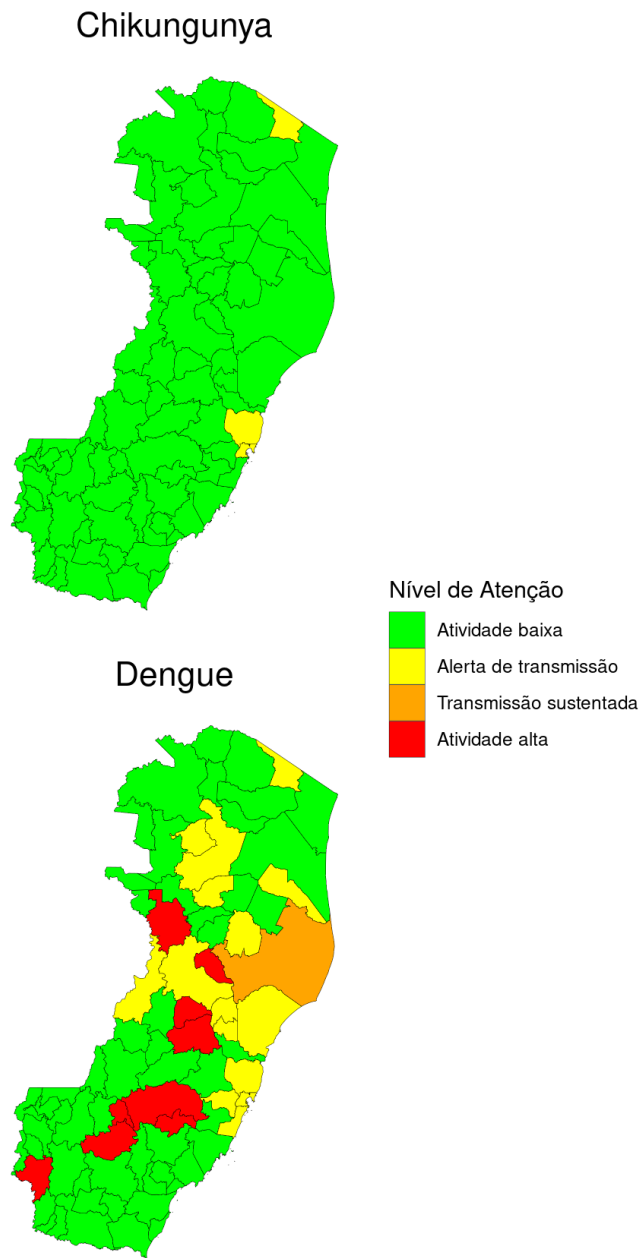 Chikungunya
Nível de Atenção
Atividade baixa
Alerta de transmissão
Transmissão sustentada
Atividade alta
Dengue